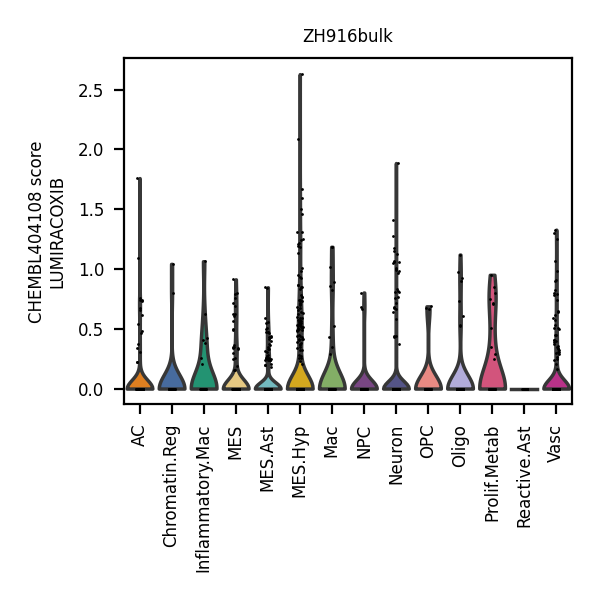 ZH916bulk
CHEMBL404108 score
LUMIRACOXIB
2.5
2.0
1.5
1.0
0.5
0.0
AC
Chromatin.Reg
Inflammatory.Mac
MES
MES.Ast
MES.Hyp
Mac
NPC
Neuron
OPC
Oligo
Prolif.Metab
Reactive.Ast
Vasc